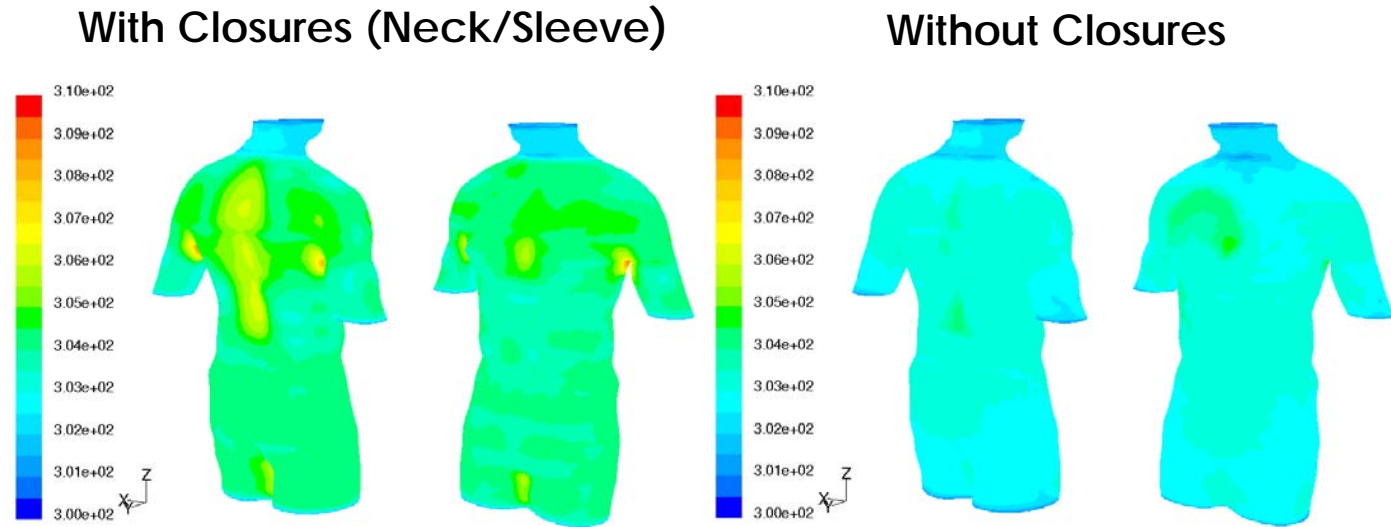 With Closures (Neck/Sleeve)
Without Closures
3.10e+02
3.09e+02
3.08e+02
3.07e+02
3.06e+02
3.05e+02
3.04e+02
3.03e+02
3.02e+02
3.01e+02
3.00e+02
Z
X
Y
3.10e+02
3.09e+02
3.08e+02
3.07e+02
3.06e+02
3.05e+02
3.04e+02
3.03e+02
3.02e+02
3.01e+02
3.00e+02
Z
X
Y